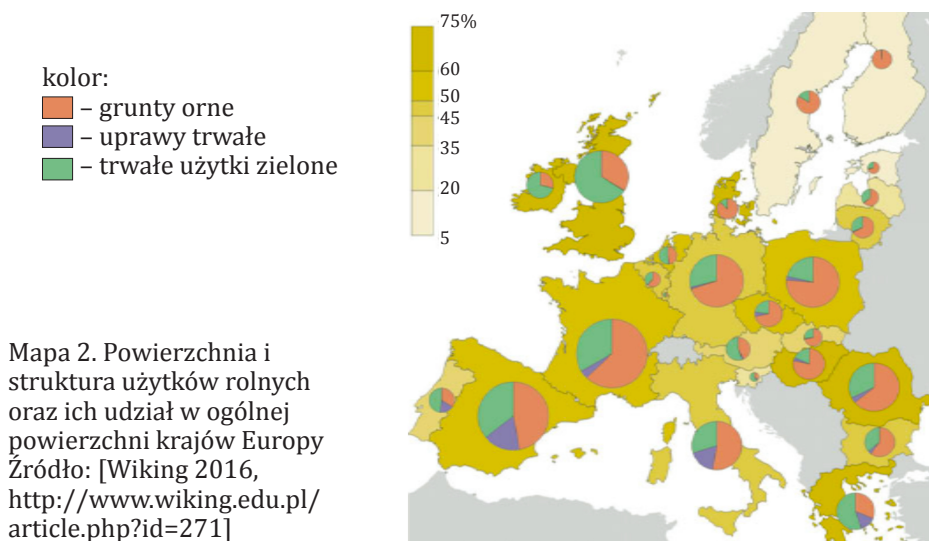 kolor:
– grunty orne
– uprawy trwałe
– trwałe użytki zielone
75%
60
50
45
35
20
5
Mapa 2. Powierzchnia i
struktura użytków rolnych
oraz ich udział w ogólnej
powierzchni krajów Europy
Źródło: [Wiking 2016,
http://www.wiking.edu.pl/
article.php?id=271]